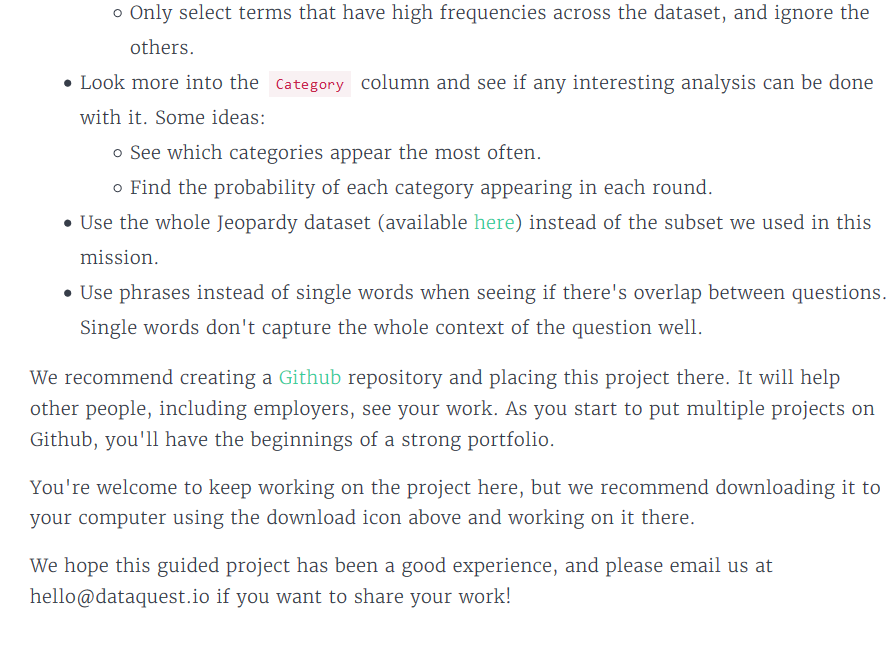 Only select terms that have high frequencies across the dataset, and ignore the
others.
Look more into the Category column and see if any interesting analysis can be done
with it. Some ideas:
See which categories appear the most often.
Find the probability of each category appearing in each round.
Use the whole Jeopardy dataset (available here) instead of the subset we used in this
mission.
Use phrases instead of single words when seeing if there's overlap between questions.
Single words don't capture the whole context of the question well.
We recommend creating a Github repository and placing this project there. It will help
other people, including employers, see your work. As you start to put multiple projects on
Github, you'll have the beginnings of a strong portfolio.
You're welcome to keep working on the project here, but we recommend downloading it to
your computer using the download icon above and working on it there.
We hope this guided project has been a good experience, and please email us at
hello@dataquest.io if you want to share your work!